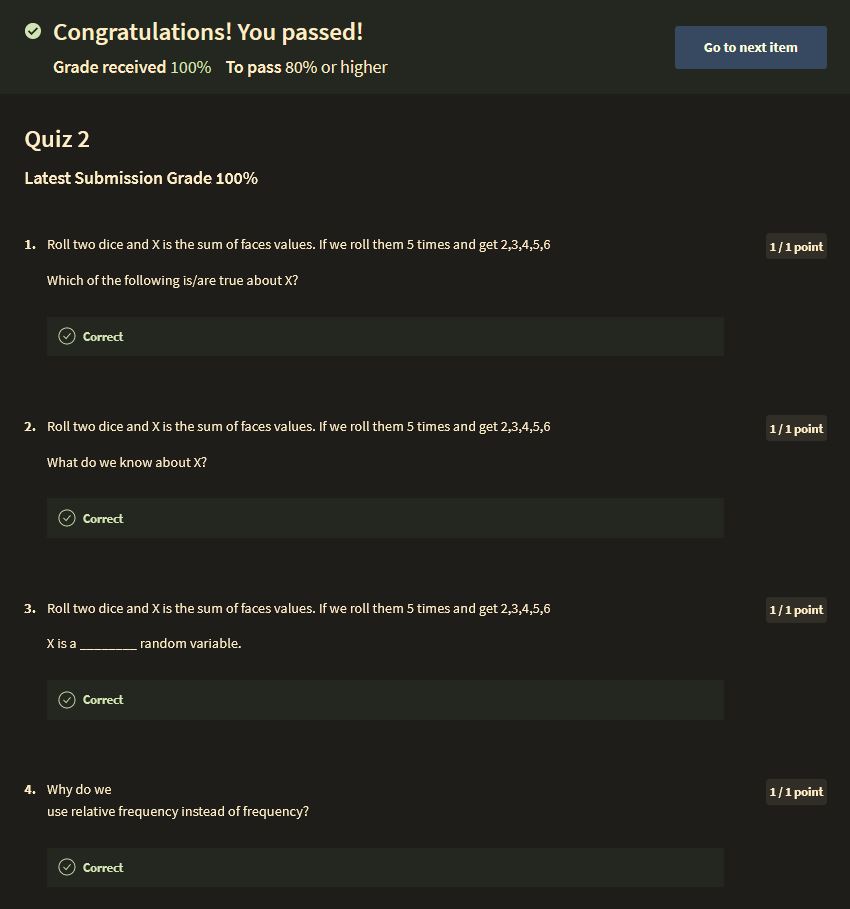 Congratulations! You passed!
Grade received 100% To pass 80% or higher
Go to next item
Quiz 2
Latest Submission Grade 100%
1. Roll two dice and X is the sum of faces values. If we roll them 5 times and get 2,3,4,5,6
1 / 1 point
Which of the following is/are true about X?
Correct
2. Roll two dice and X is the sum of faces values. If we roll them 5 times and get 2,3,4,5,6
1 / 1 point
What do we know about X?
Correct
3. Roll two dice and X is the sum of faces values. If we roll them 5 times and get 2,3,4,5,6
1 / 1 point
X is a ________ random variable.
Correct
4. Why do we
1 / 1 point
use relative frequency instead of frequency?
Correct